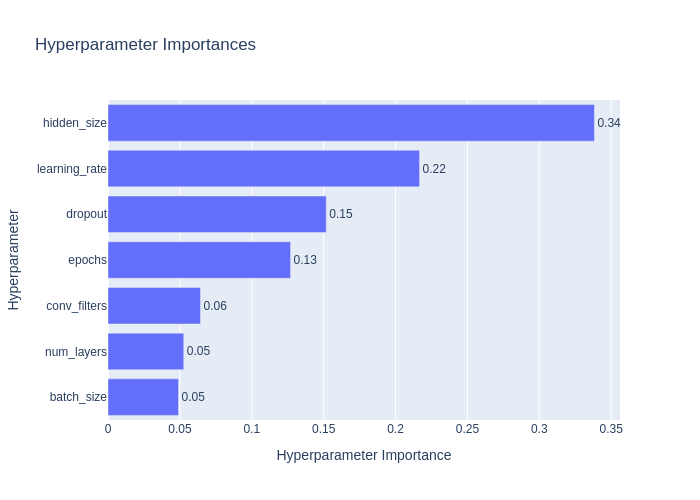 Hyperparameter Importances
hidden_size 0.34
learning_rate 0.22
dropout 0.15
epochs 0.13
conv_filters 0.06
num_layers 0.05
batch_size 0.05
0 0.05 0.1 0.15 0.2 0.25 0.3 0.35
Hyperparameter Importance
Hyperparameter